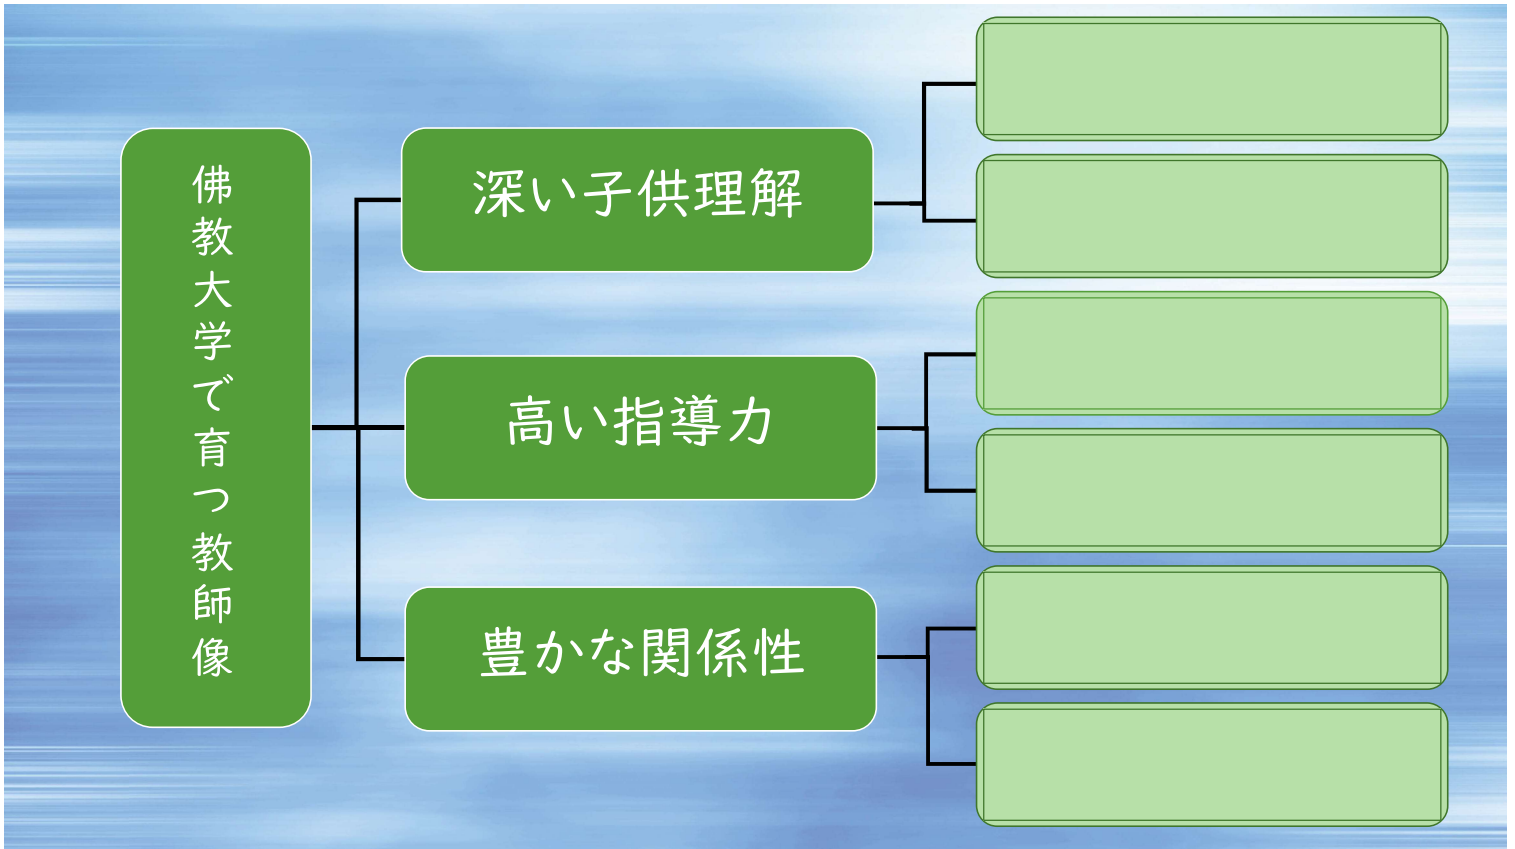 佛教大学で育つ教師像
深い子供理解
高い指導力
豊かな関係性